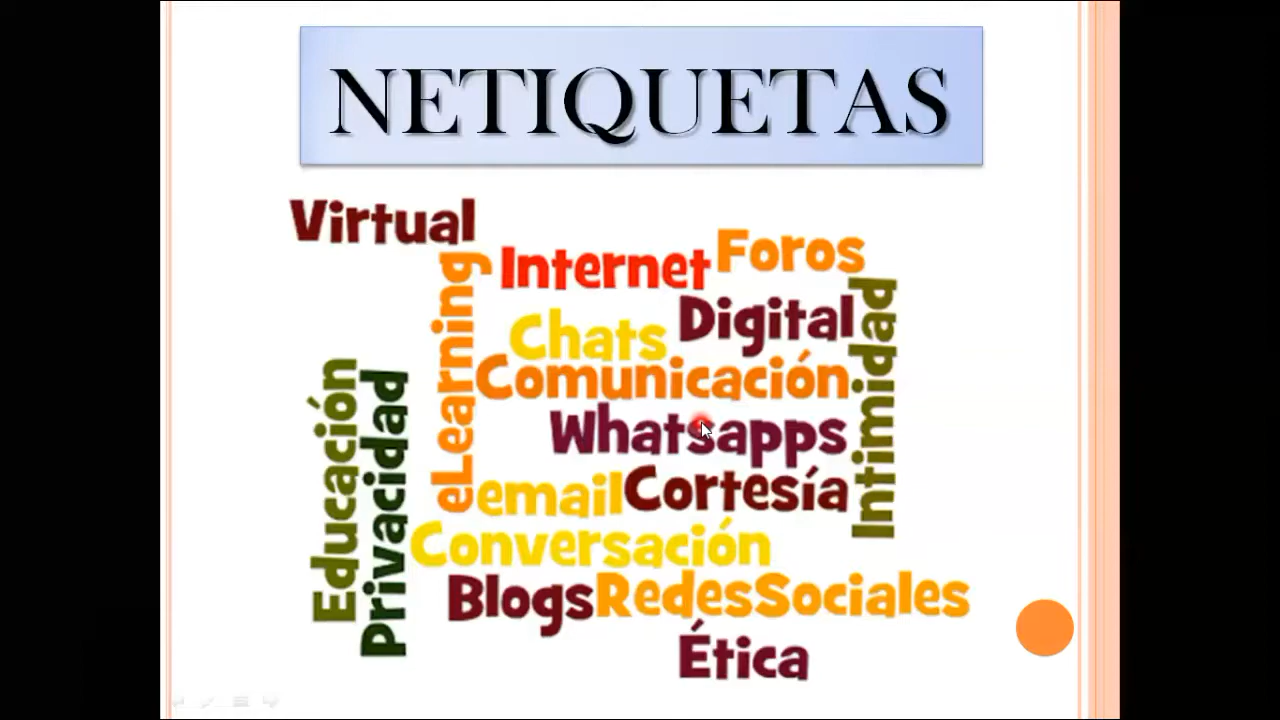 NETIQUETAS
Virtual
Internet
Foros
eLearning
Chats
Digital
Comunicación
Intimidad
Whatsapps
Educación
Privacidad
email
Cortesía
Conversación
Blogs
RedesSociales
Ética